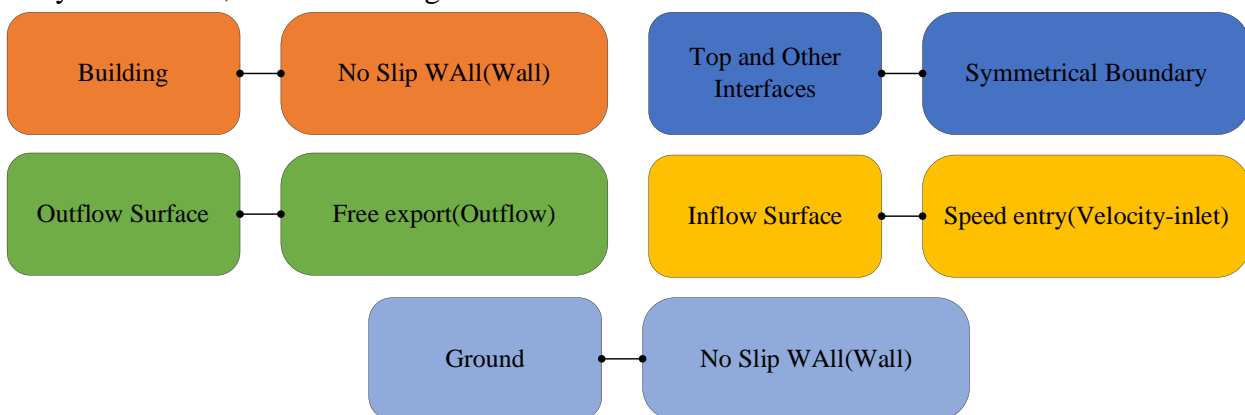 Building
No Slip WAll(Wall)
Top and Other
Interfaces
Symmetrical Boundary
Outflow Surface
Free export(Outflow)
Inflow Surface
Speed entry(Velocity-inlet)
Ground
No Slip WAll(Wall)